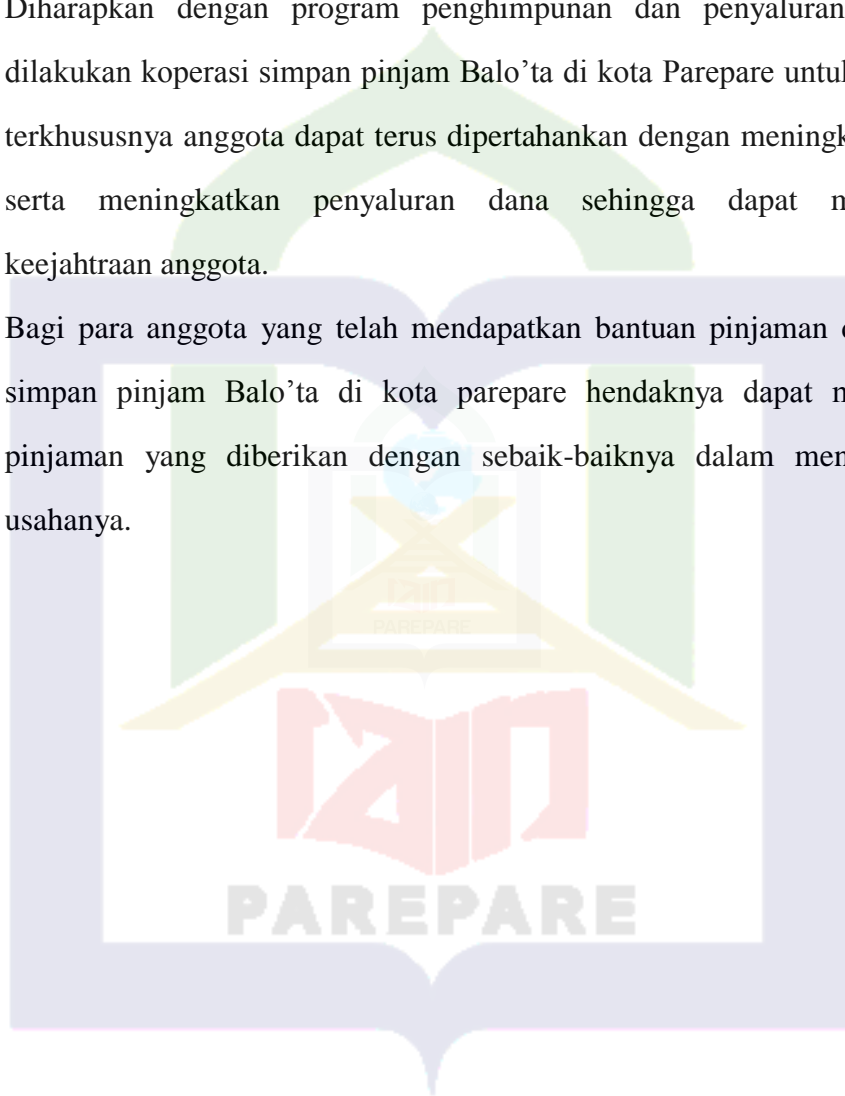 Diharapkan dengan program penghimpunan dan penyaluran
dilakukan koperasi simpan pinjam Balo’ta di kota Parepare untuk
terkhususnya anggota dapat terus dipertahankan dengan
serta meningkatkan penyaluran dana sehingga dapat
keejahtraan anggota.
Bagi para anggota yang telah mendapatkan bantuan pinjaman
simpan pinjam Balo’ta di kota parepare hendaknya dapat
pinjaman yang diberikan dengan sebaik-baiknya dalam
usahanya.
PAREPARE
PAREPARE